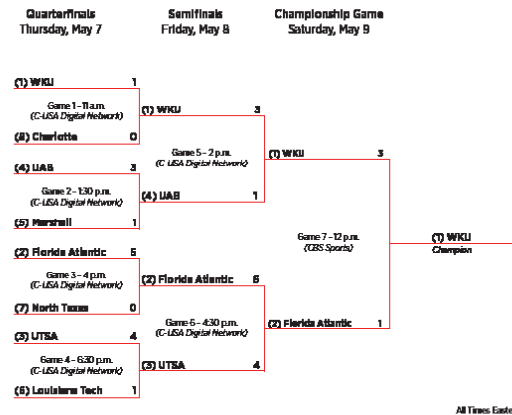 Quarterfinals
Thursday, May 7
Semifinals
Friday, May 8
Championship Game
Saturday, May 9
(1) WKU 1
Game 1 – 11 a.m.
(C-USA Digital Network)
(8) Charlotte 0
(4) UAB 3
Game 2 – 1:30 p.m.
(C-USA Digital Network)
(5) Marshall 1
(2) Florida Atlantic 5
Game 3 – 4 p.m.
(C-USA Digital Network)
(7) North Texas 0
(3) UTSA 4
Game 4 – 6:30 p.m.
(C-USA Digital Network)
(6) Louisiana Tech 1
(1) WKU 3
Game 5 – 2 p.m.
(C-USA Digital Network)
(4) UAB 1
(2) Florida Atlantic 6
Game 6 – 4:30 p.m.
(C-USA Digital Network)
(3) UTSA 4
(1) WKU 3
Game 7 – 12 p.m.
(CBS Sports)
(2) Florida Atlantic 1
(1) WKU
Champion
All Times Easte